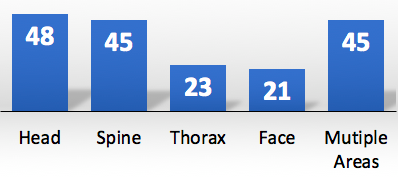 48 45 23 21 45
Head Spine Thorax Face Mutiple
Areas